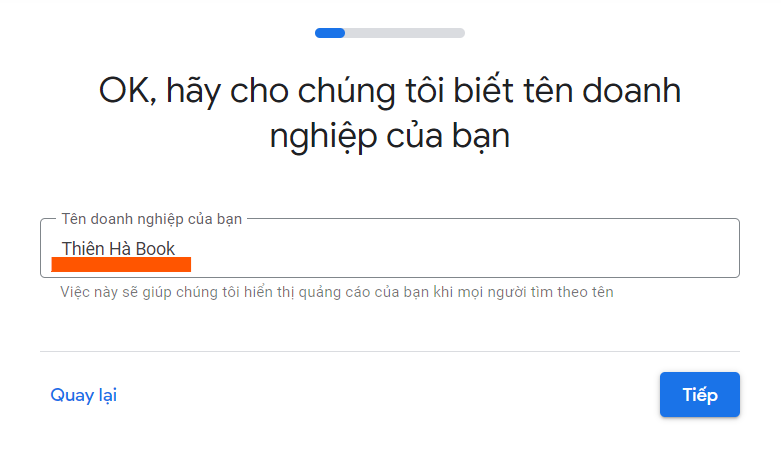 OK, hãy cho chúng tôi biết tên doanh
nghiệp của bạn
Tên doanh nghiệp của bạn
Thiên Hà Book
Việc này sẽ giúp chúng tôi hiển thị quảng cáo của bạn khi mọi người tìm theo tên
Quay lại
Tiếp